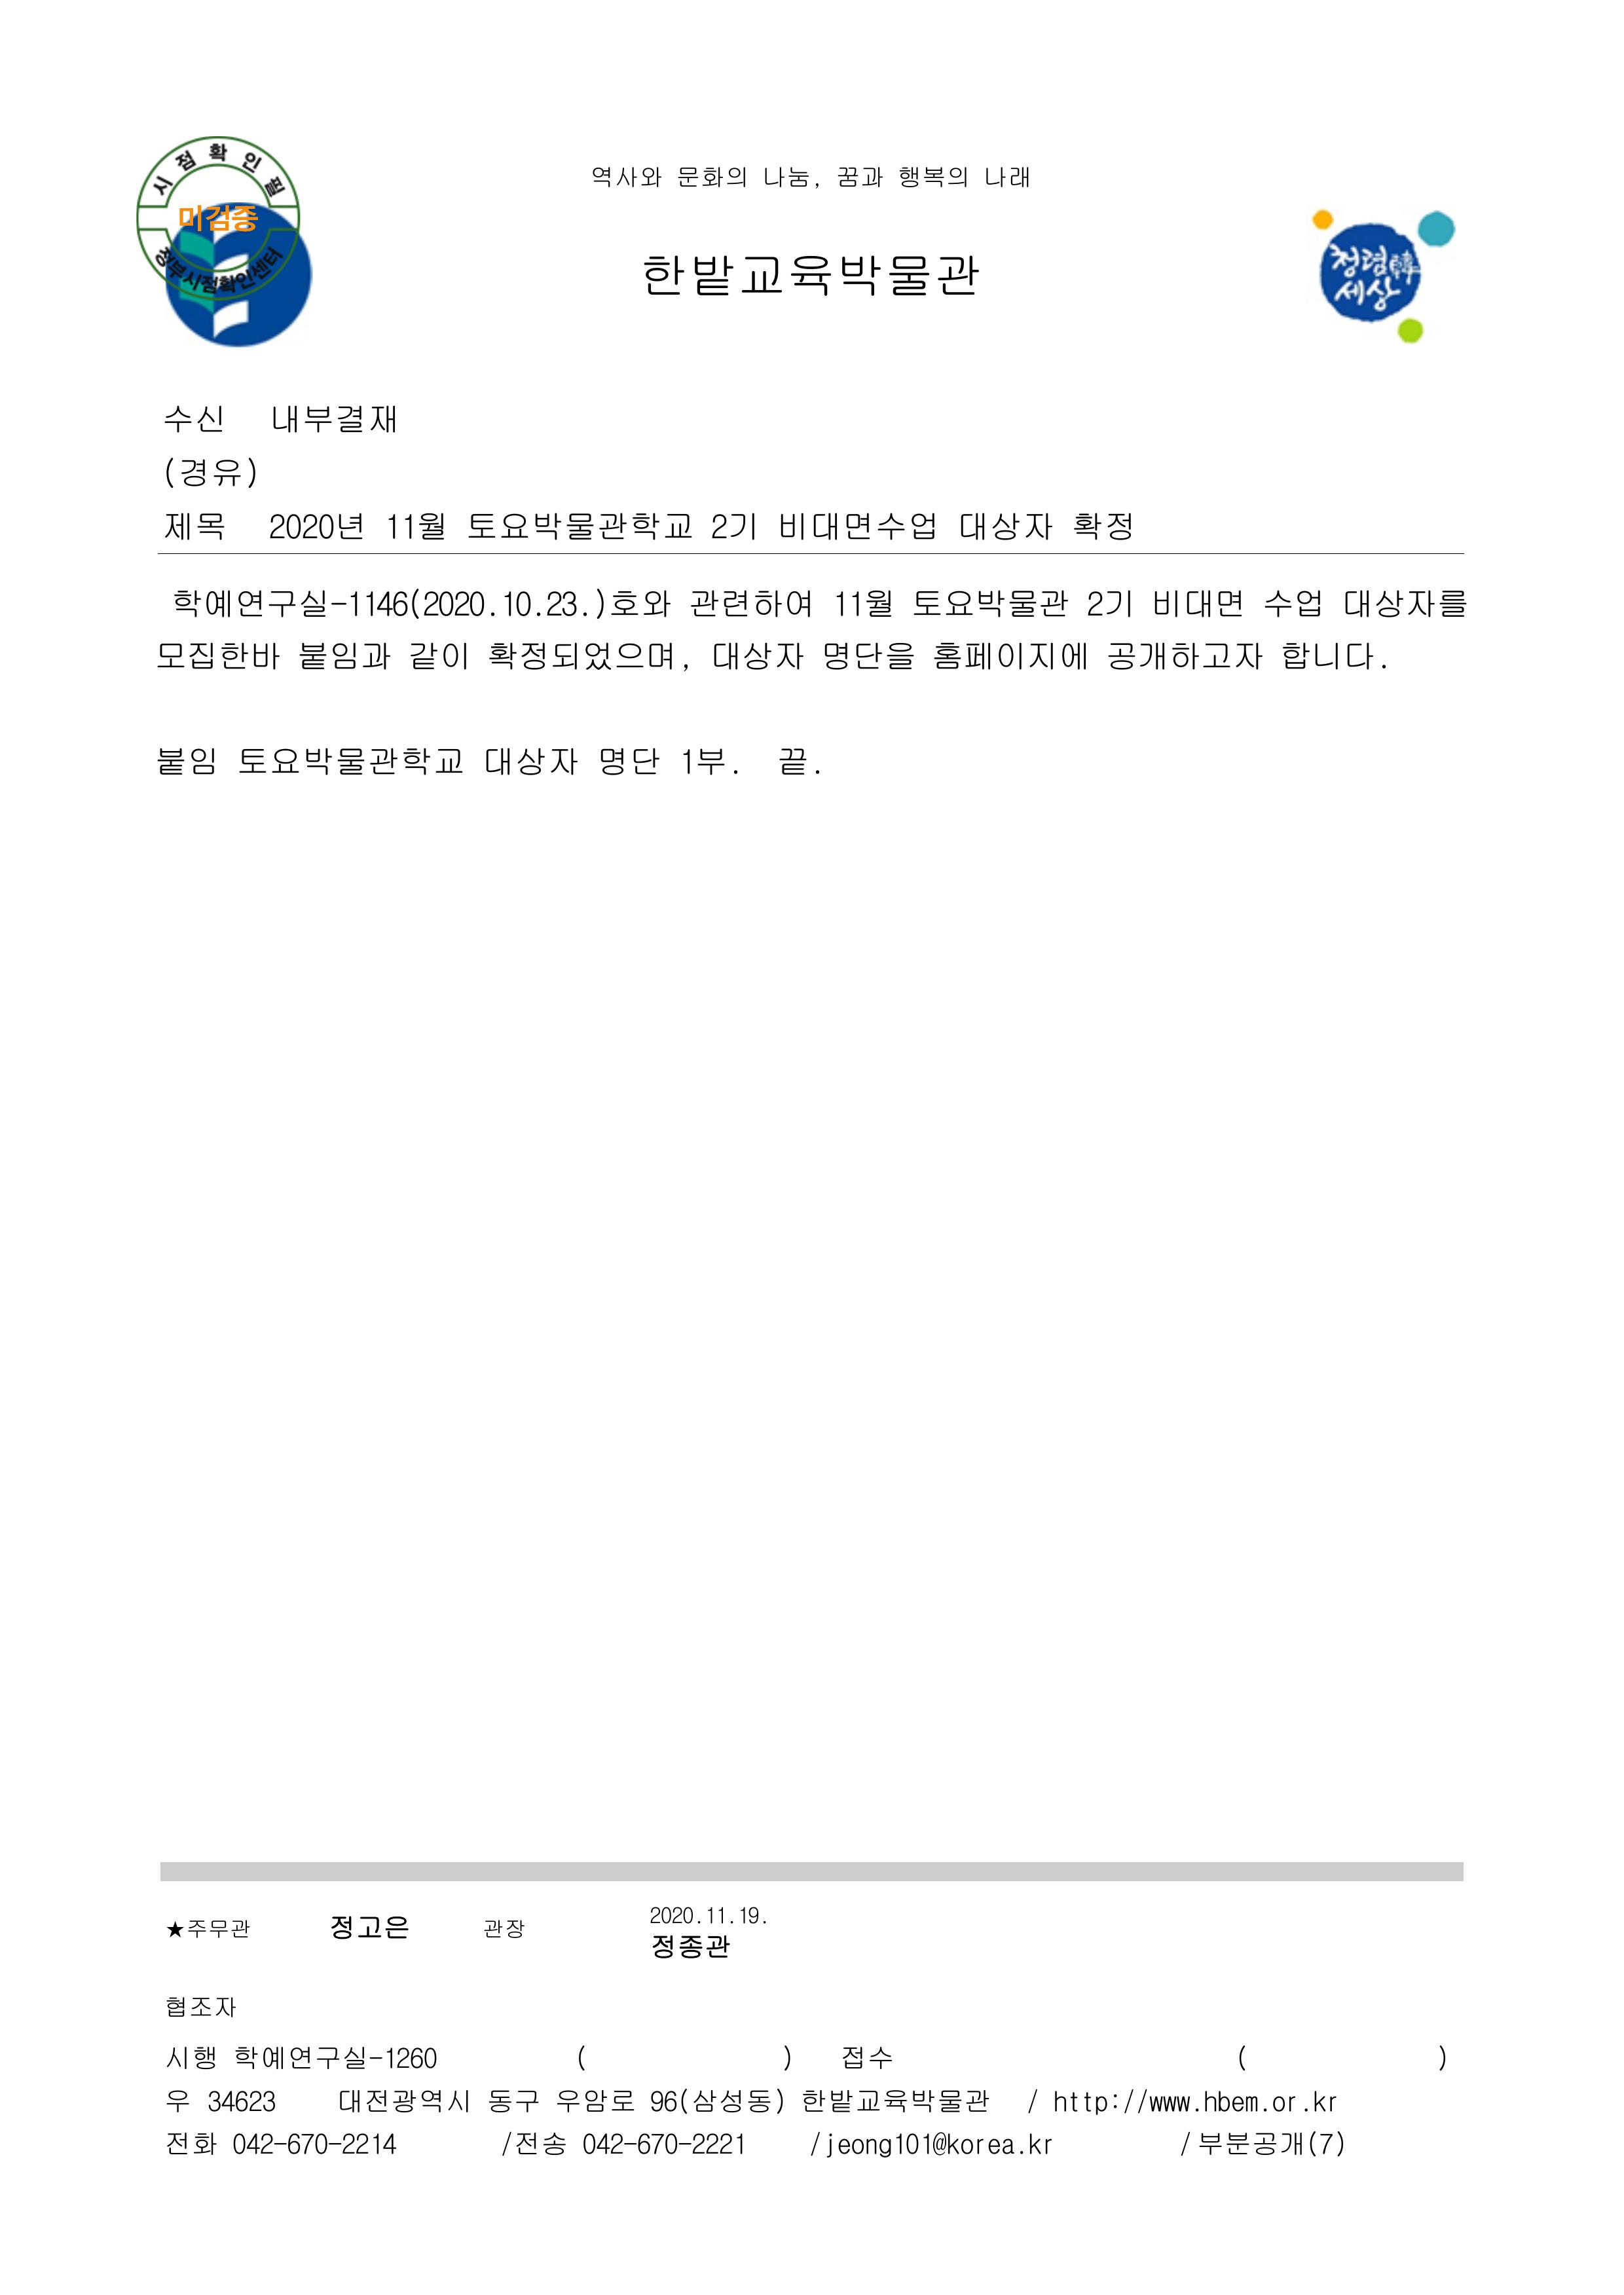 시점확인필
미검증
정부시점확인센터
역사와 문화의 나눔, 꿈과 행복의 나래
한밭교육박물관
청렴韓
세상
수신 내부결재
(경유)
제목 2020년 11월 토요박물관학교 2기 비대면수업 대상자 확정
학예연구실-1146(2020.10.23.)호와 관련하여 11월 토요박물관 2기 비대면 수업 대상자를
모집한바 붙임과 같이 확정되었으며, 대상자 명단을 홈페이지에 공개하고자 합니다.
붙임 토요박물관학교 대상자 명단 1부. 끝.
★주무관 정고은 관장 2020.11.19.
정종관
협조자
시행 학예연구실-1260 ( ) 접수 ( )
우 34623 대전광역시 동구 우암로 96(삼성동) 한밭교육박물관 / http://www.hbem.or.kr
전화 042-670-2214 /전송 042-670-2221 /jeong101@korea.kr /부분공개(7)